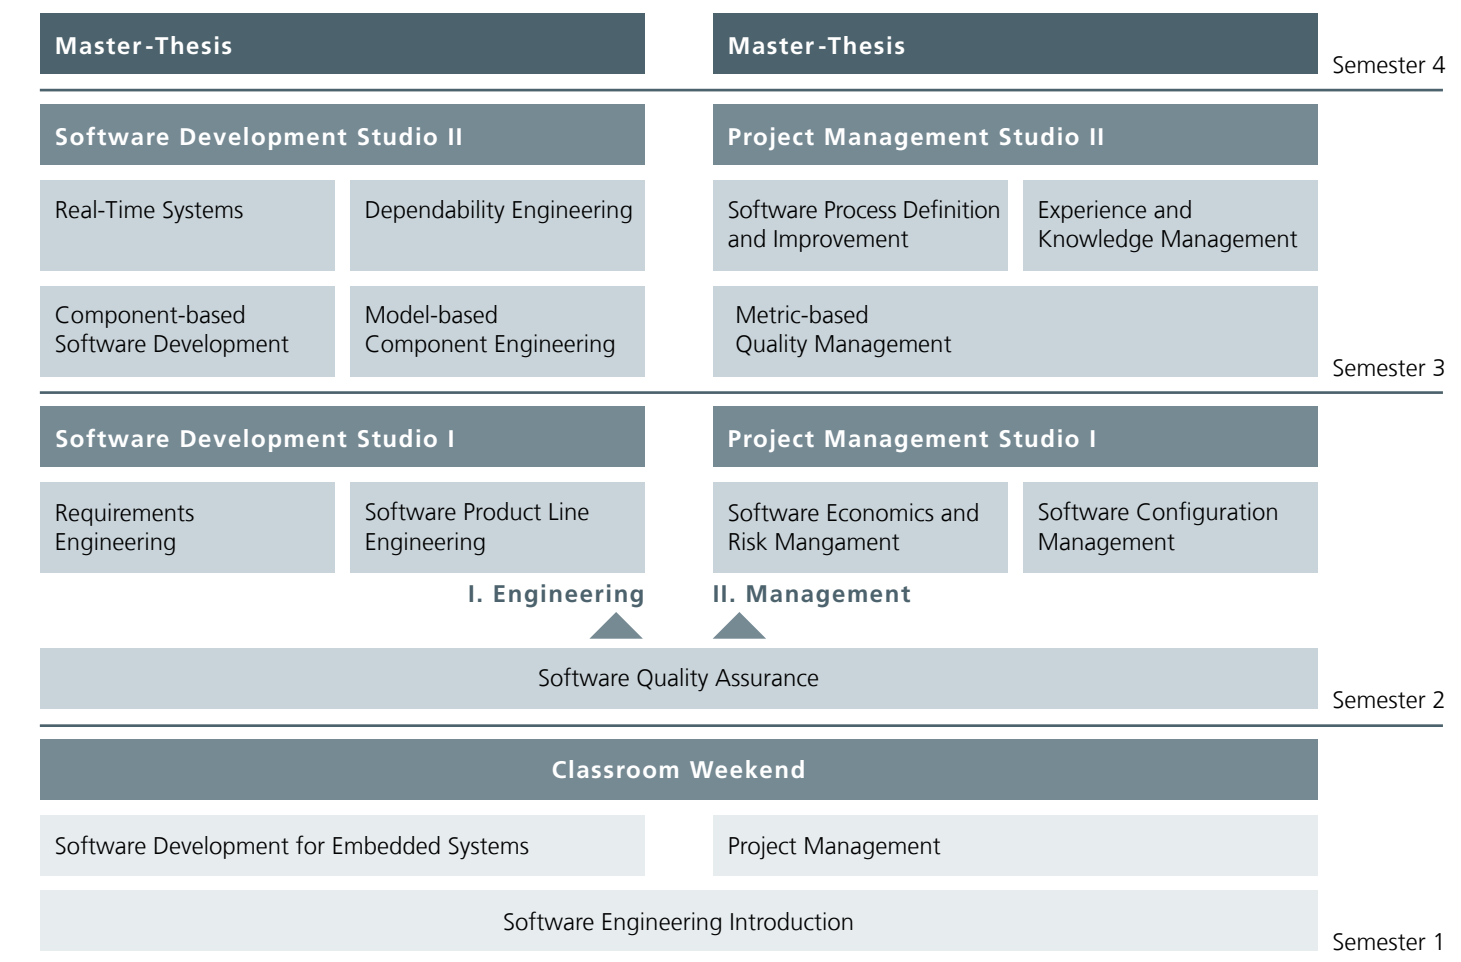 Master-Thesis
Master-Thesis
Semester 4
Software Development Studio II
Project Management Studio II
Real-Time Systems
Dependability Engineering
Software Process Definition
and Improvement
Experience and
Knowledge Management
Component-based
Software Development
Model-based
Component Engineering
Metric-based
Quality Management
Semester 3
Software Development Studio I
Project Management Studio I
Requirements
Engineering
Software Product Line
Engineering
Software Economics and
Risk Mangament
Software Configuration
Management
I. Engineering
II. Management
Software Quality Assurance
Semester 2
Classroom Weekend
Software Development for Embedded Systems
Project Management
Software Engineering Introduction
Semester 1